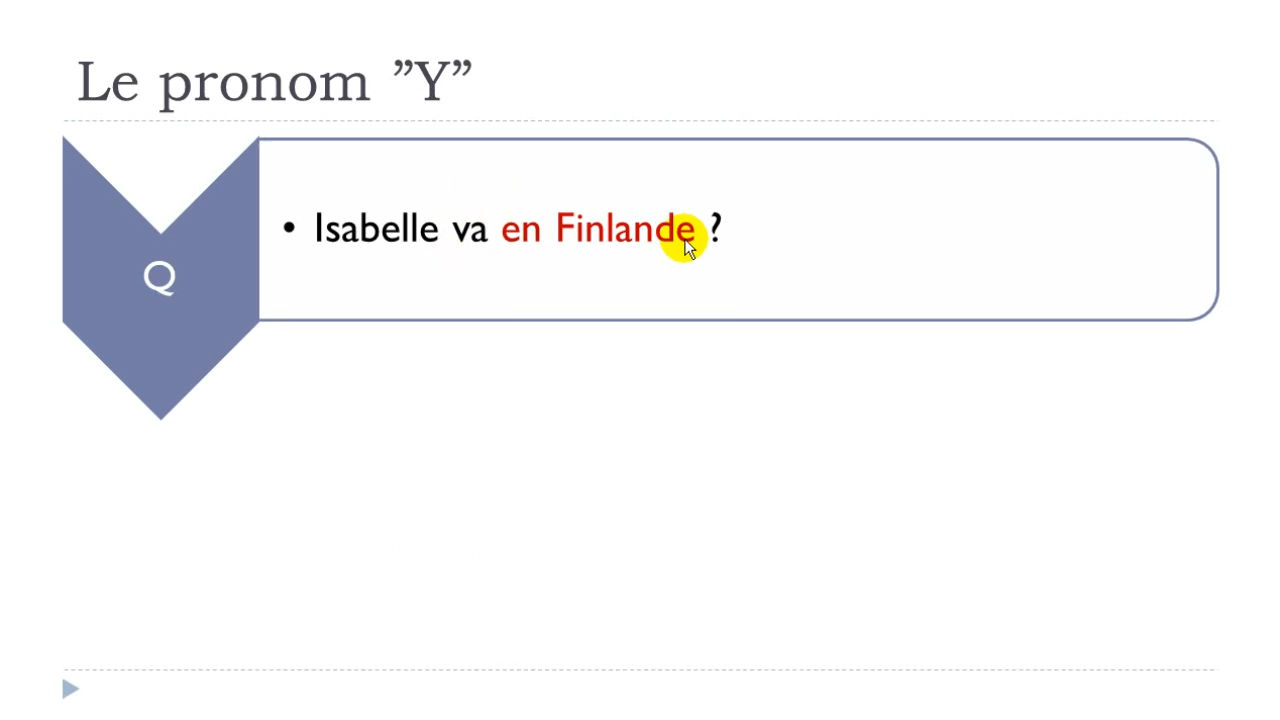 Le pronom ”Y”
• Isabelle va en Finlande ?
Q